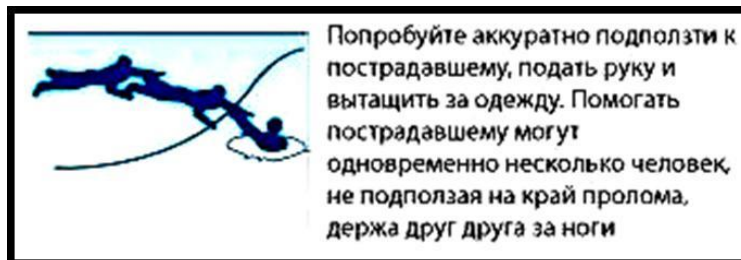 Попробуйте аккуратно подползти к
пострадавшему, подать руку и
вытащить за одежду. Помогать
пострадавшему могут
одновременно несколько человек,
не подползая на край пролома,
держа друг друга за ноги